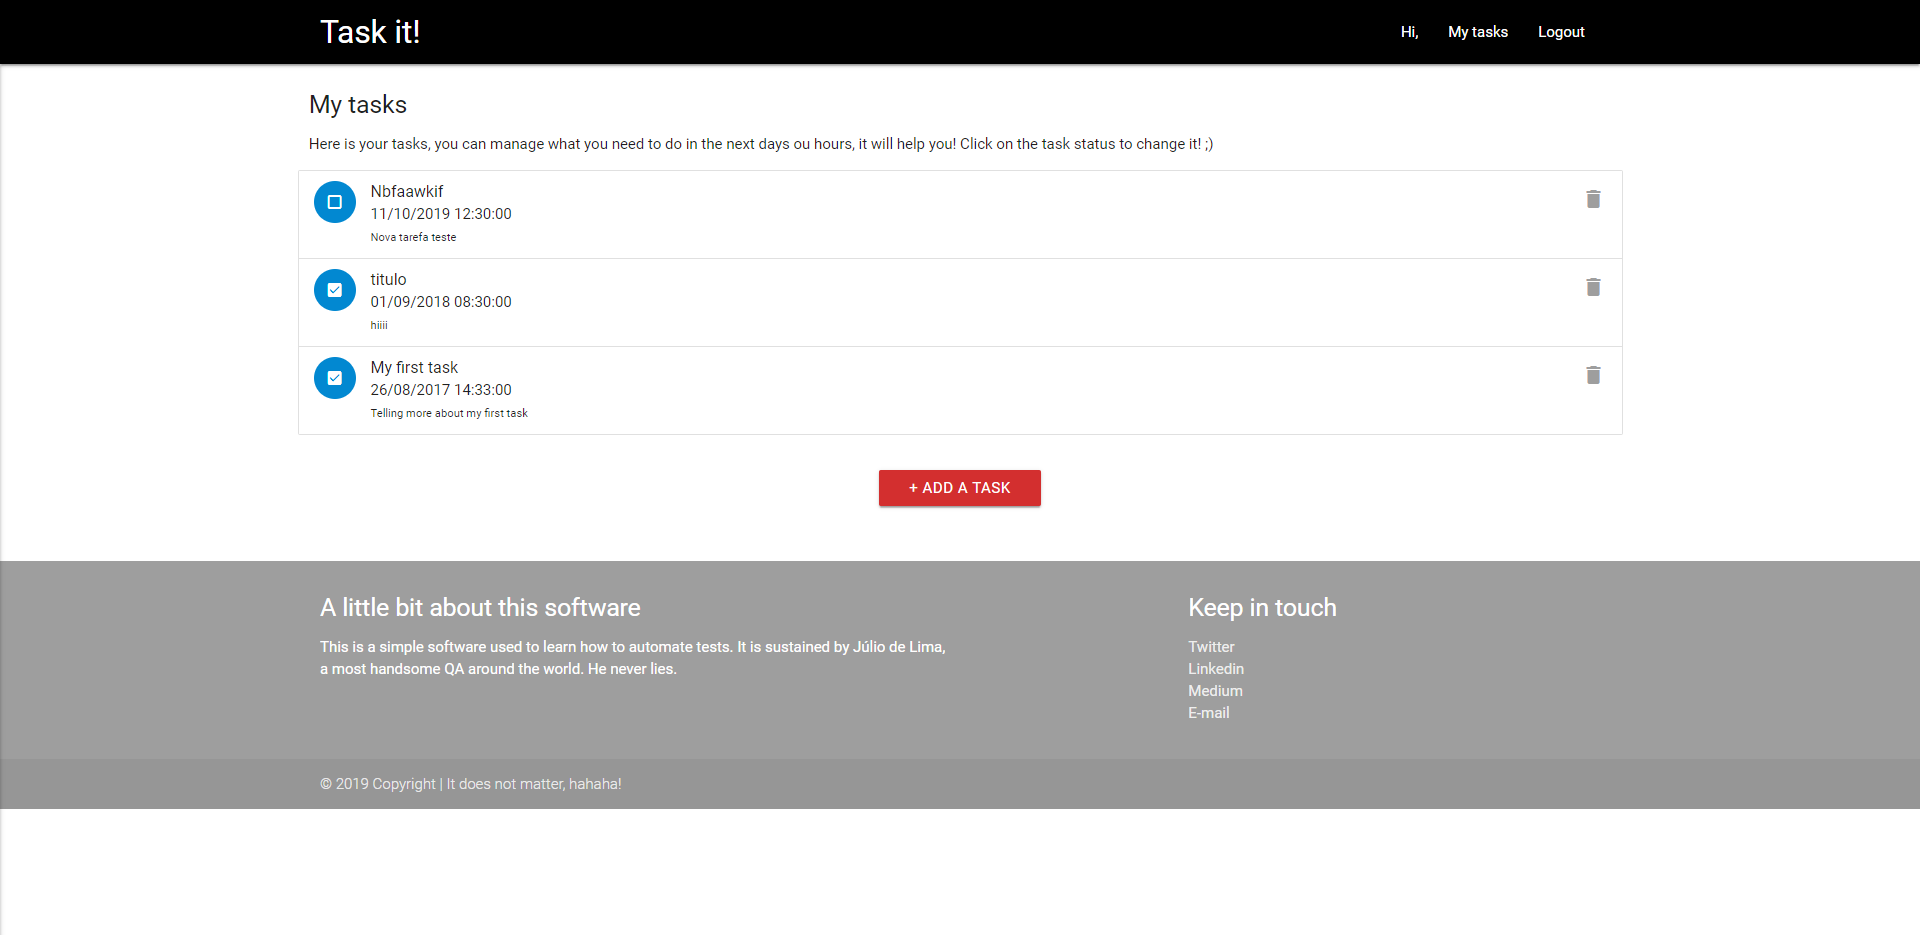 Task it!
Hi,
My tasks
Logout
My tasks
Here is your tasks, you can manage what you need to do in the next days ou hours, it will help you! Click on the task status to change it! ;)
Nbfaawkif
11/10/2019 12:30:00
Nova tarefa teste
titulo
01/09/2018 08:30:00
hiiii
My first task
26/08/2017 14:33:00
Telling more about my first task
+ ADD A TASK
A little bit about this software
This is a simple software used to learn how to automate tests. It is sustained by Júlio de Lima,
a most handsome QA around the world. He never lies.
Keep in touch
Twitter
Linkedin
Medium
E-mail
© 2019 Copyright | It does not matter, hahaha!